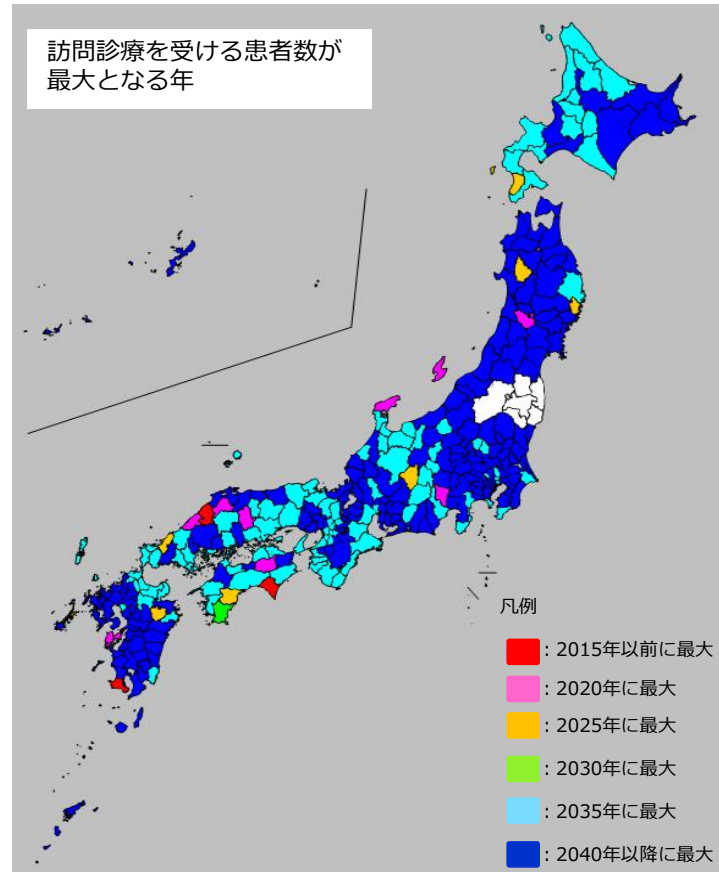 訪問診療を受ける患者数が
最大となる年
凡例
：2015年以前に最大
：2020年に最大
：2025年に最大
：2030年に最大
：2035年に最大
：2040年以降に最大